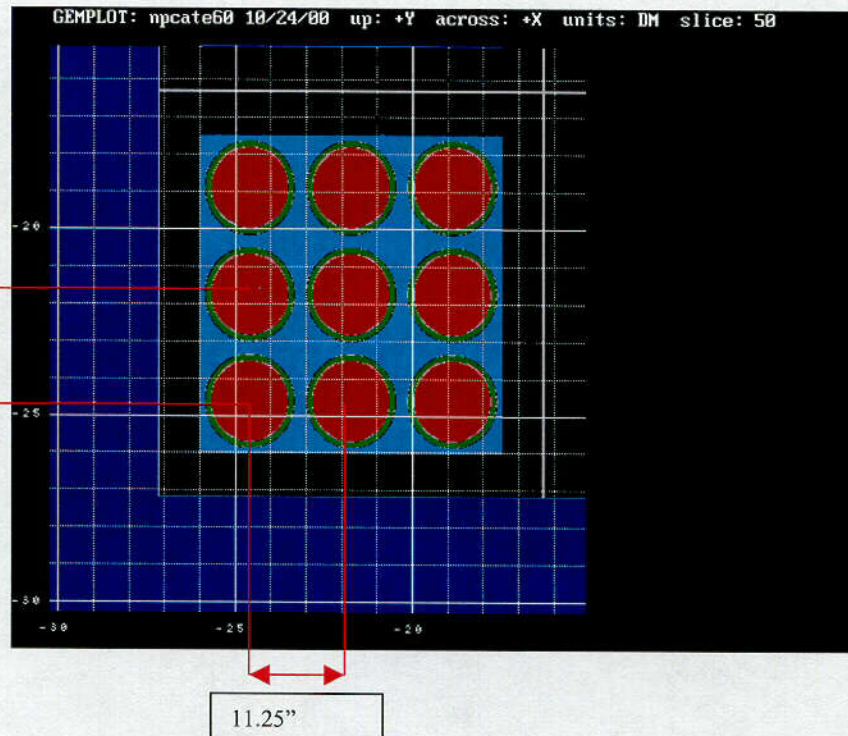 GEMPLOT: npcate60 10/24/00 up: +Y across: +X units: DM slice: 50
-20
-25
-30
-30 -25 -20
11.25”